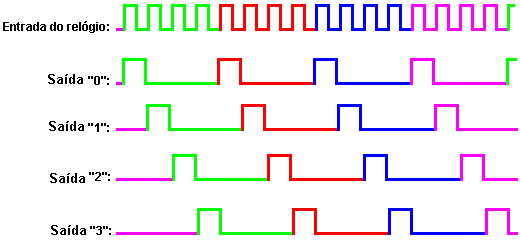 Entrada do relógio:
Saída "0":
Saída "1":
Saída "2":
Saída "3":